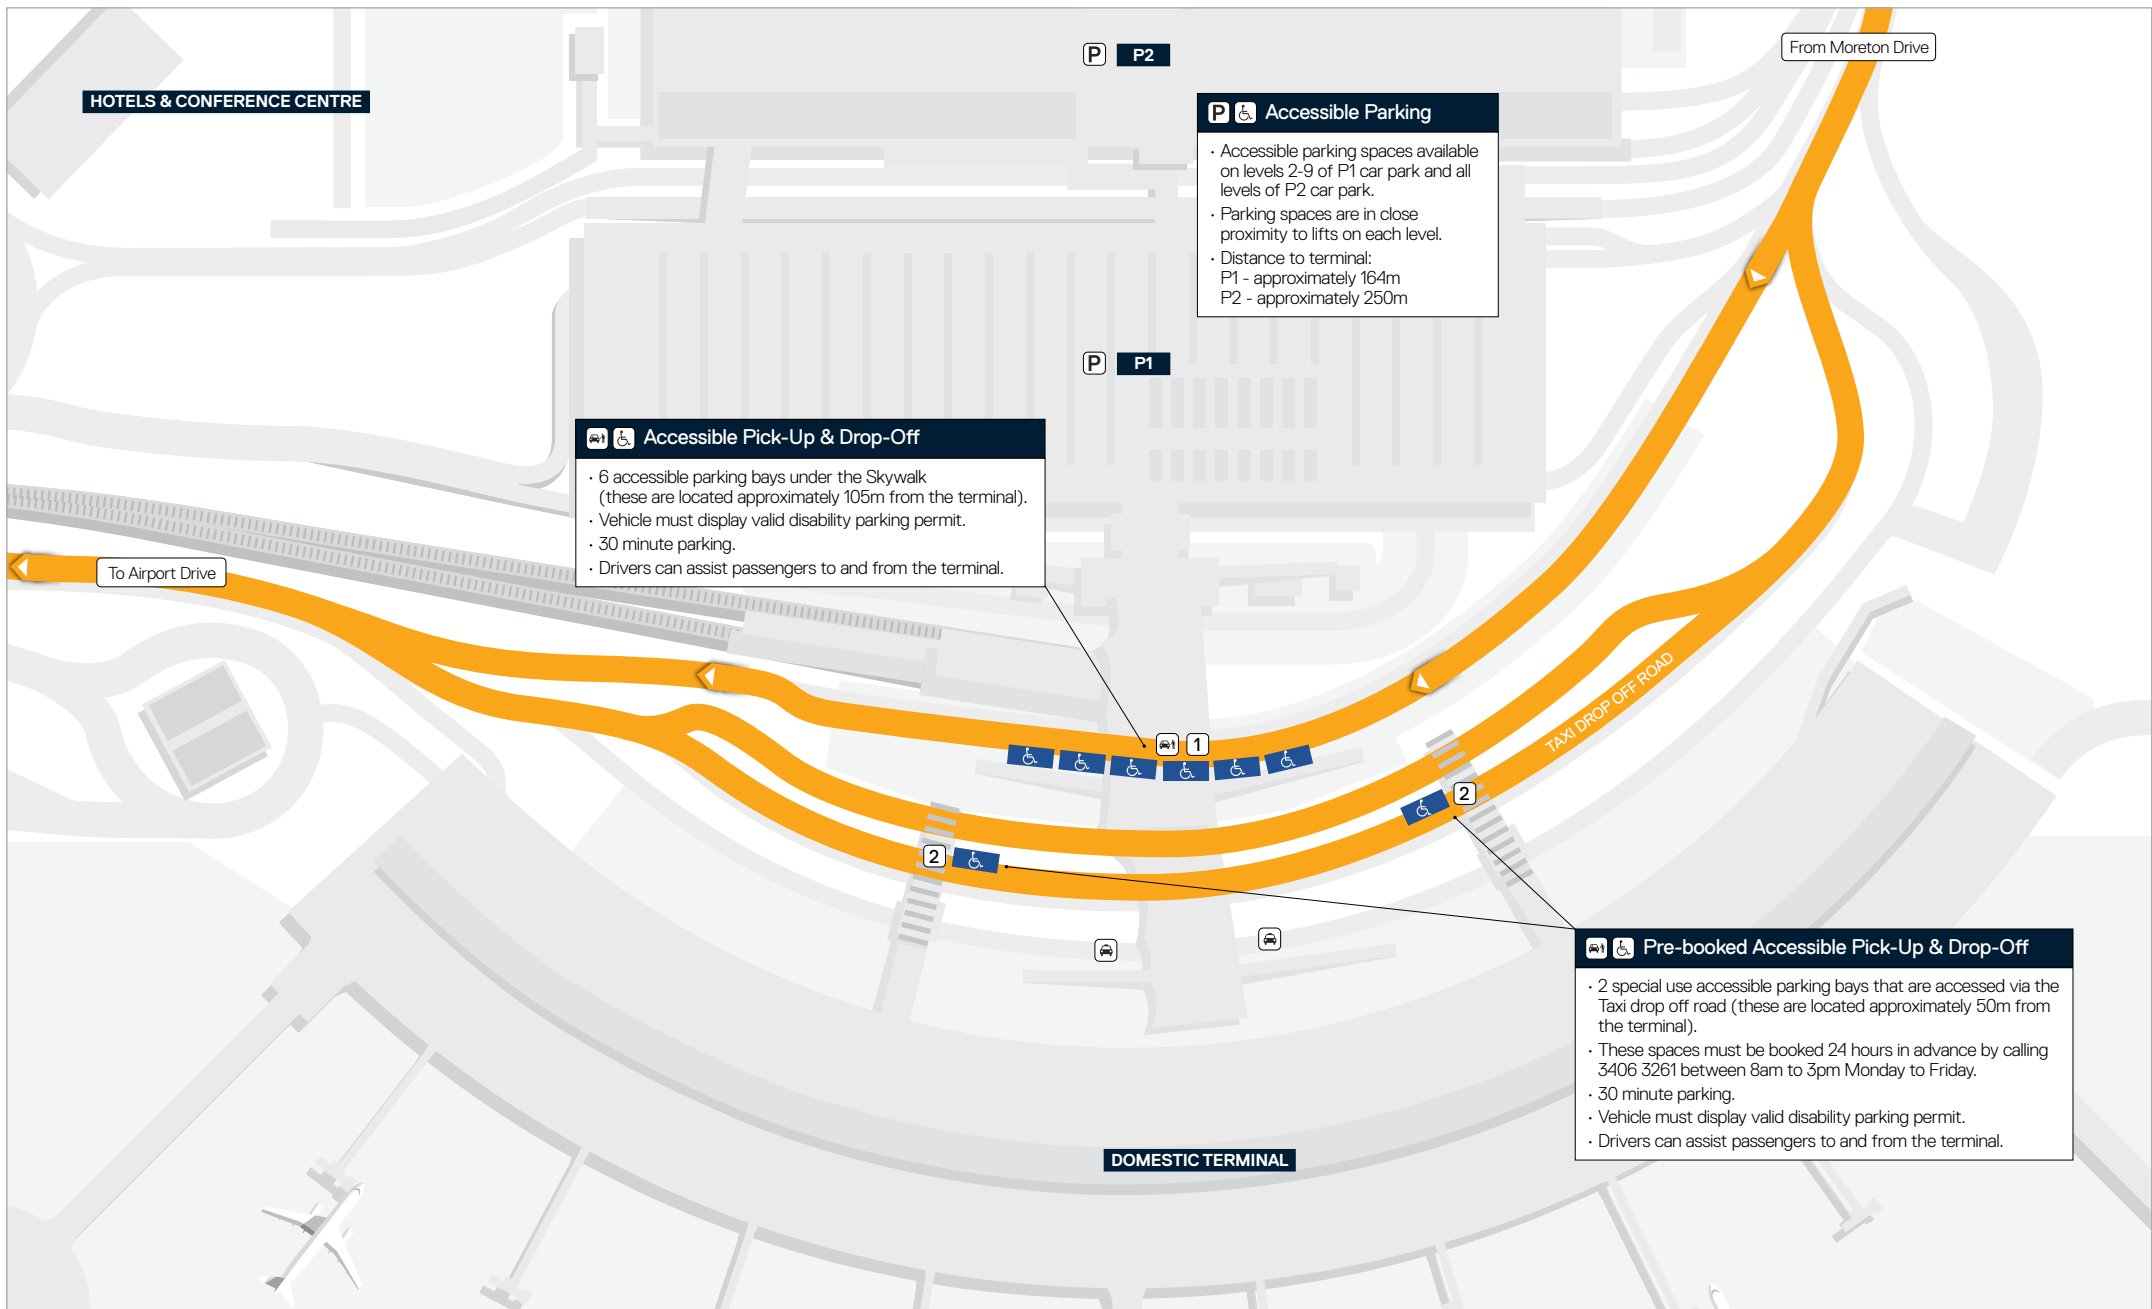 P P2
From Moreton Drive
HOTELS & CONFERENCE CENTRE
P Accessible Parking
· Accessible parking spaces available
on levels 2-9 of P1 car park and all
levels of P2 car park.
· Parking spaces are in close
proximity to lifts on each level.
· Distance to terminal:
P1 - approximately 164m
P2 - approximately 250m
P P1
Accessible Pick-Up & Drop-Off
· 6 accessible parking bays under the Skywalk
(these are located approximately 105m from the terminal).
· Vehicle must display valid disability parking permit.
· 30 minute parking.
· Drivers can assist passengers to and from the terminal.
To Airport Drive
TAXI DROP OFF ROAD
1
2
2
Pre-booked Accessible Pick-Up & Drop-Off
· 2 special use accessible parking bays that are accessed via the
Taxi drop off road (these are located approximately 50m from
the terminal).
· These spaces must be booked 24 hours in advance by calling
3406 3261 between 8am to 3pm Monday to Friday.
· 30 minute parking.
· Vehicle must display valid disability parking permit.
· Drivers can assist passengers to and from the terminal.
DOMESTIC TERMINAL